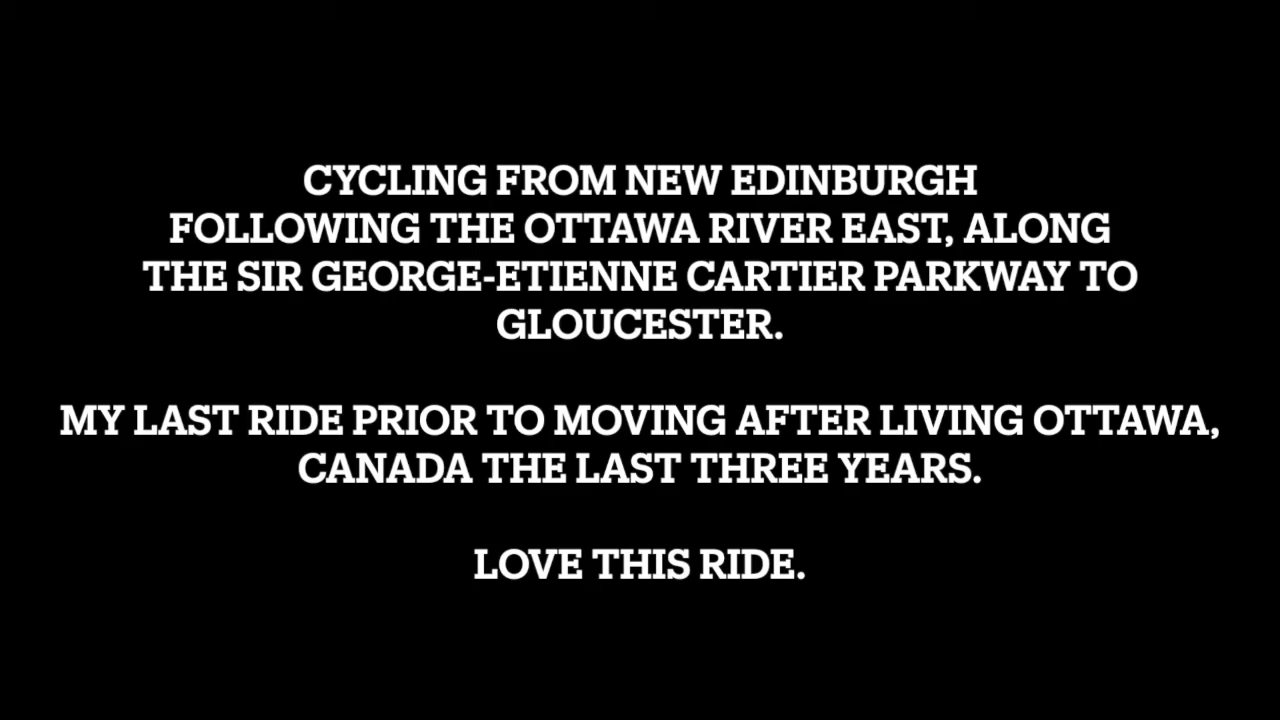 CYCLING FROM NEW EDINBURGH
FOLLOWING THE OTTAWA RIVER EAST, ALONG
THE SIR GEORGE-ETIENNE CARTIER PARKWAY TO
GLOUCESTER.
MY LAST RIDE PRIOR TO MOVING AFTER LIVING OTTAWA,
CANADA THE LAST THREE YEARS.
LOVE THIS RIDE.